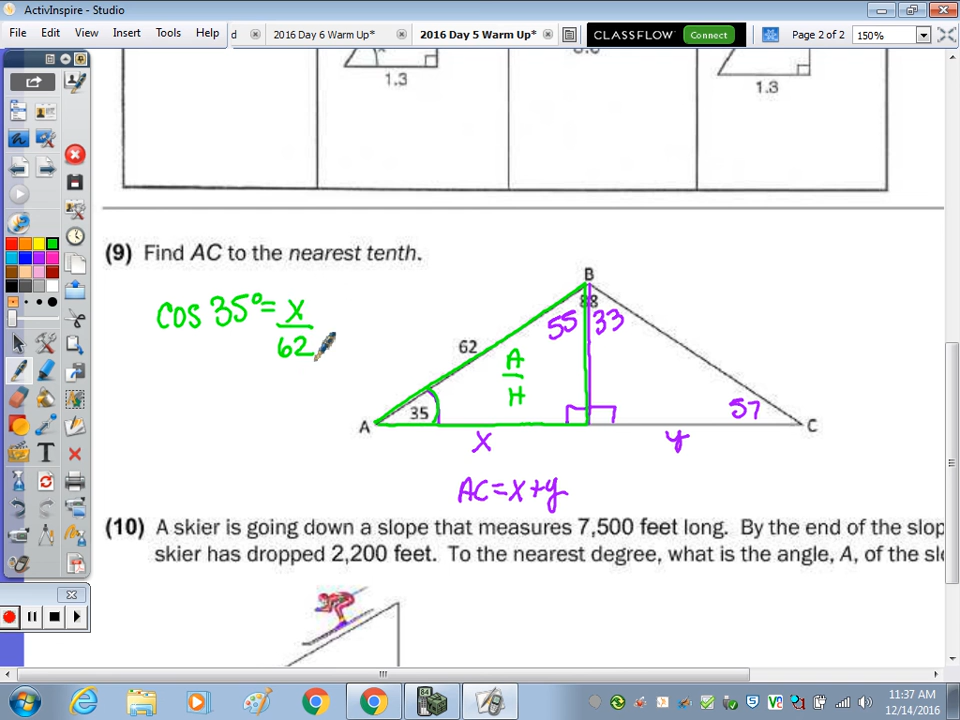 ActivInspire - Studio
File Edit View Insert Tools Help d 2016 Day 6 Warm Up* 2016 Day 5 Warm Up* CLASSFLOW Connect Page 2 of 2 150%
1.3
1.3
(9) Find AC to the nearest tenth.
cos 35° = x
62
B
88
55 33
62
A
H
35
57
A
C
x
y
AC = x + y
(10) A skier is going down a slope that measures 7,500 feet long. By the end of the slop
skier has dropped 2,200 feet. To the nearest degree, what is the angle, A, of the sl
11:37 AM
12/14/2016